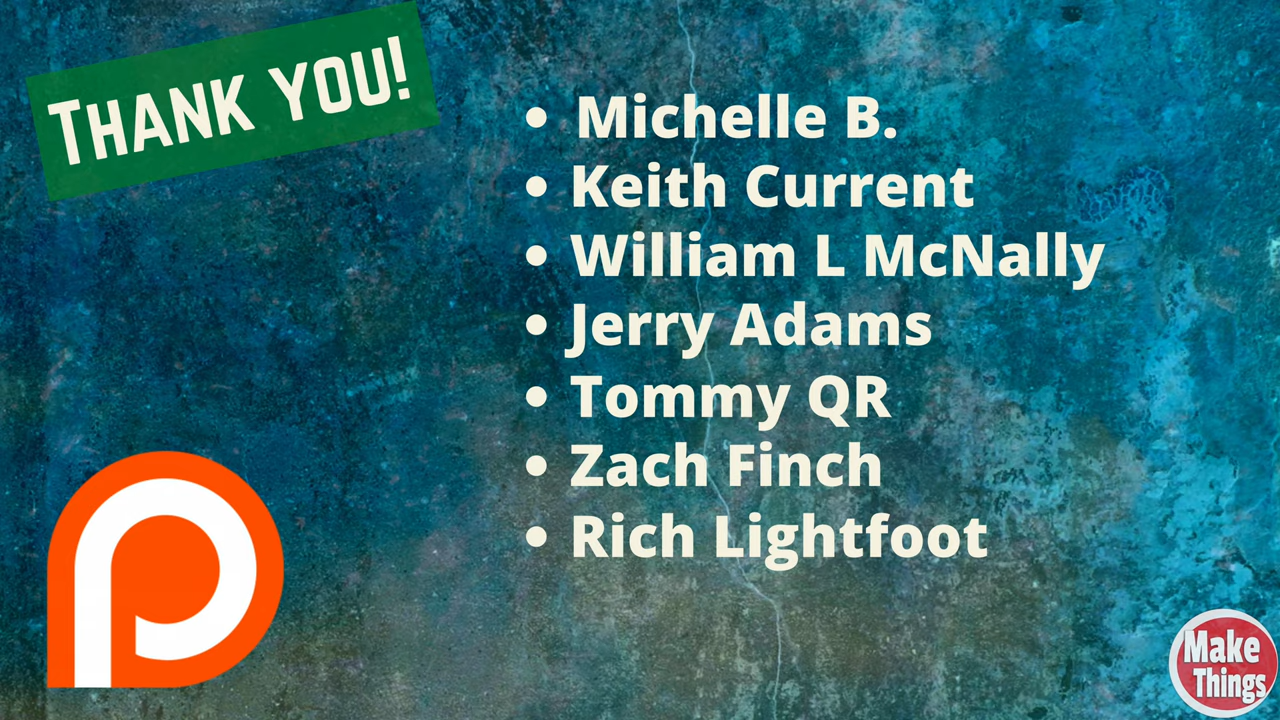 THANK YOU!
• Michelle B.
• Keith Current
• William L McNally
• Jerry Adams
• Tommy QR
• Zach Finch
• Rich Lightfoot
Make
Things